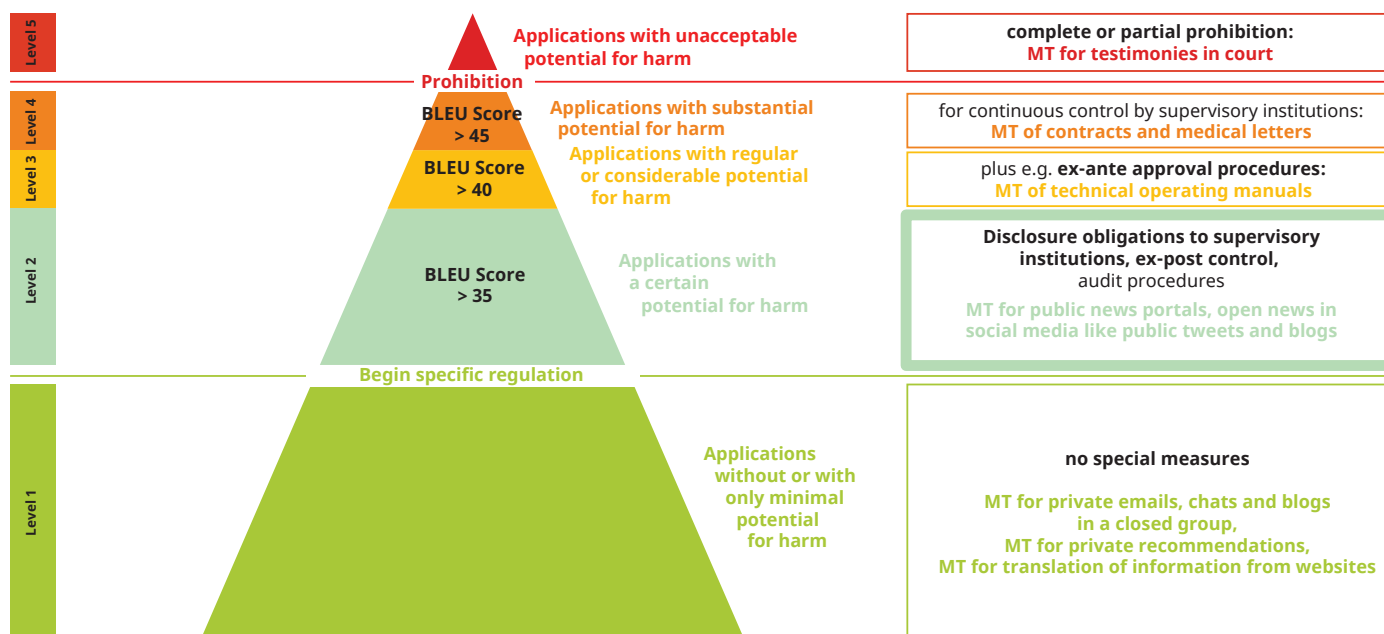 Level 5
Applications with unacceptable
potential for harm
complete or partial prohibition:
MT for testimonies in court
Prohibition
Level 4
BLEU Score
> 45
Applications with substantial
potential for harm
for continuous control by supervisory institutions:
MT of contracts and medical letters
Level 3
BLEU Score
> 40
Applications with regular
or considerable potential
for harm
plus e.g. ex-ante approval procedures:
MT of technical operating manuals
Level 2
BLEU Score
> 35
Applications with
a certain
potential for harm
Disclosure obligations to supervisory
institutions, ex-post control,
audit procedures
MT for public news portals, open news in
social media like public tweets and blogs
Begin specific regulation
Level 1
Applications
without or with
only minimal
potential
for harm
no special measures
MT for private emails, chats and blogs
in a closed group,
MT for private recommendations,
MT for translation of information from websites